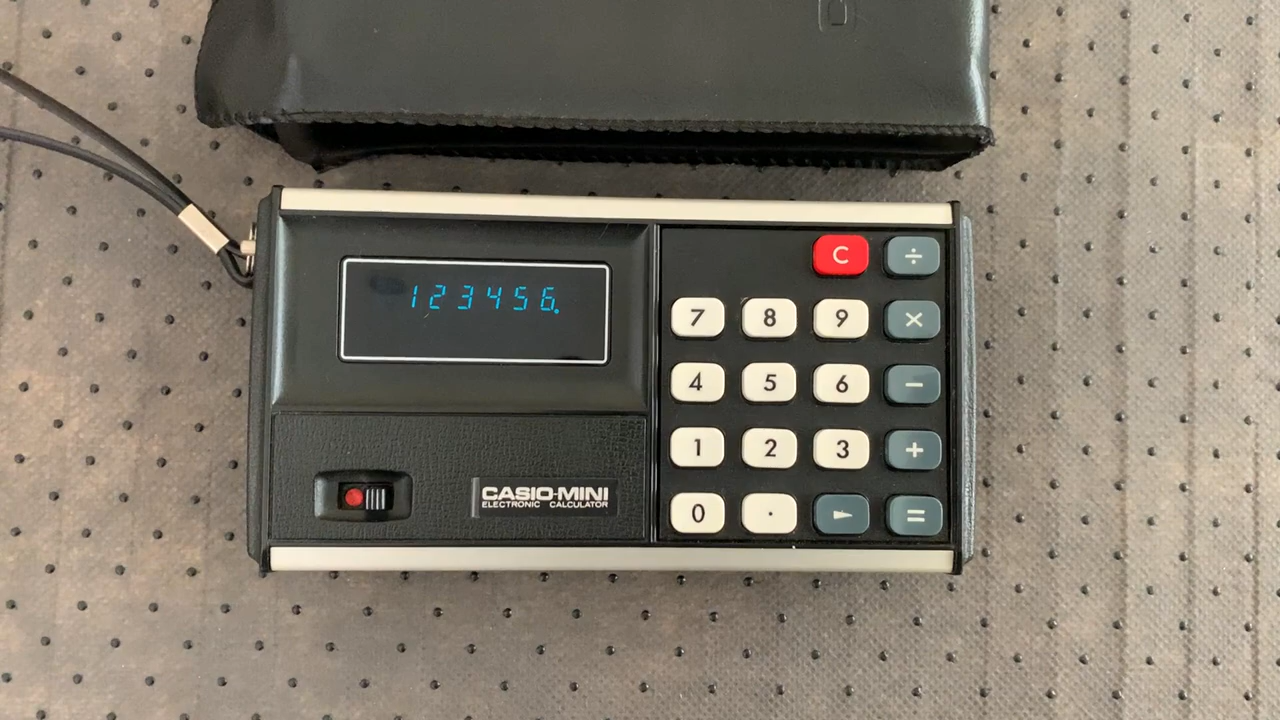 C ÷
123456.
7 8 9 ×
4 5 6 −
1 2 3 +
CASIO-MINI
ELECTRONIC CALCULATOR
0 · =